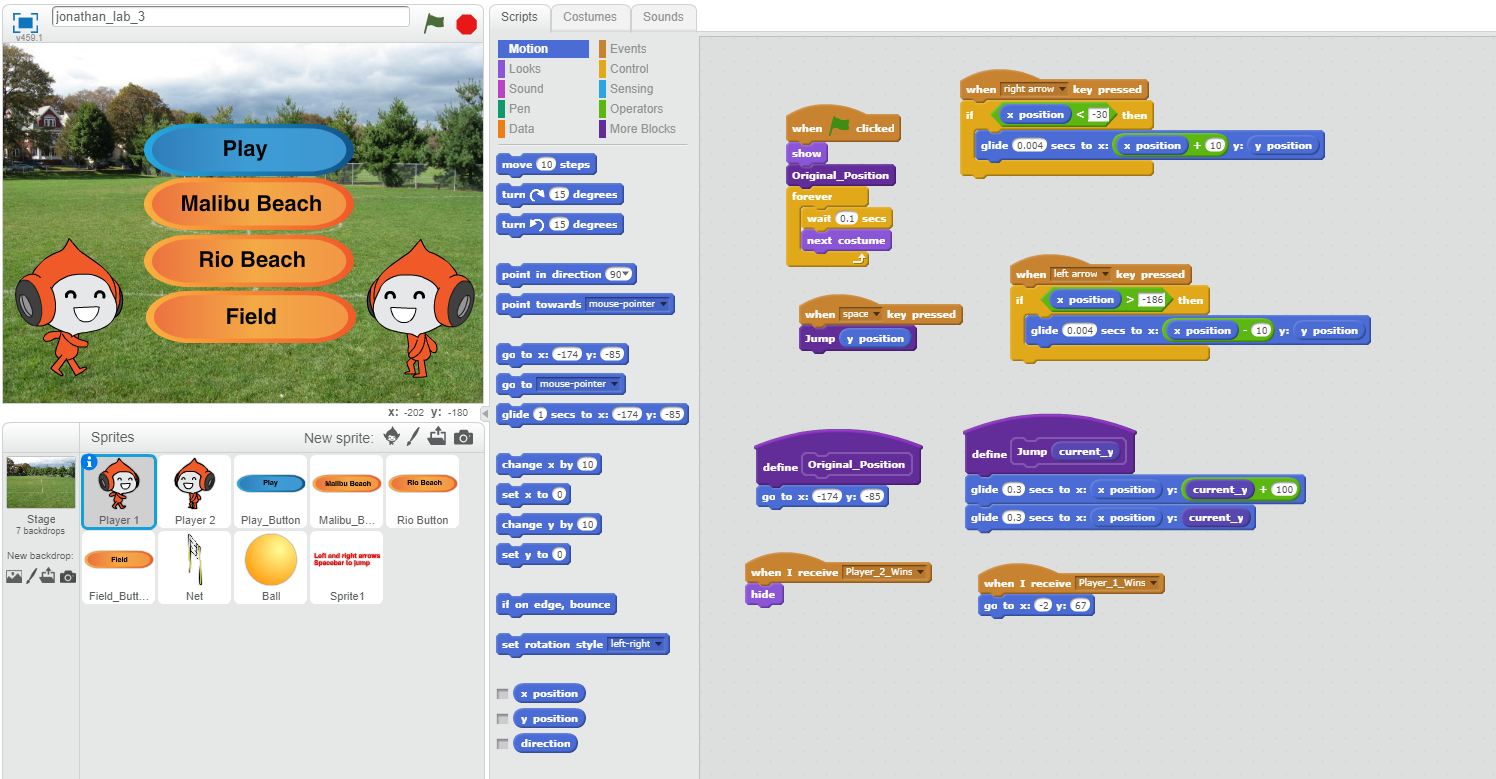 jonathan_lab_3
v459.1
Play
Malibu Beach
Rio Beach
Field
x: -202 y: -180
Sprites
New sprite:
Stage
7 backdrops
New backdrop:
Player 1
Player 2
Play
Play_Button
Malibu Beach
Malibu_B...
Rio Beach
Rio Button
Field
Field_Butt...
Net
Ball
Left and right arrows
Spacebar to jump
Sprite1
Scripts
Costumes
Sounds
Motion
Looks
Sound
Pen
Data
Events
Control
Sensing
Operators
More Blocks
move 10 steps
turn 15 degrees
turn 15 degrees
point in direction 90
point towards mouse-pointer
go to x: -174 y: -85
go to mouse-pointer
glide 1 secs to x: -174 y: -85
change x by 10
set x to 0
change y by 10
set y to 0
if on edge, bounce
set rotation style left-right
x position
y position
direction
when clicked
show
Original_Position
forever
wait 0.1 secs
next costume
when space key pressed
Jump y position
define Original_Position
go to x: -174 y: -85
when I receive Player_2_Wins
hide
when right arrow key pressed
if x position < -30 then
glide 0.004 secs to x: x position + 10 y: y position
when left arrow key pressed
if x position > -186 then
glide 0.004 secs to x: x position - 10 y: y position
define Jump current_y
glide 0.3 secs to x: x position y: current_y + 100
glide 0.3 secs to x: x position y: current_y
when I receive Player_1_Wins
go to x: -2 y: 67